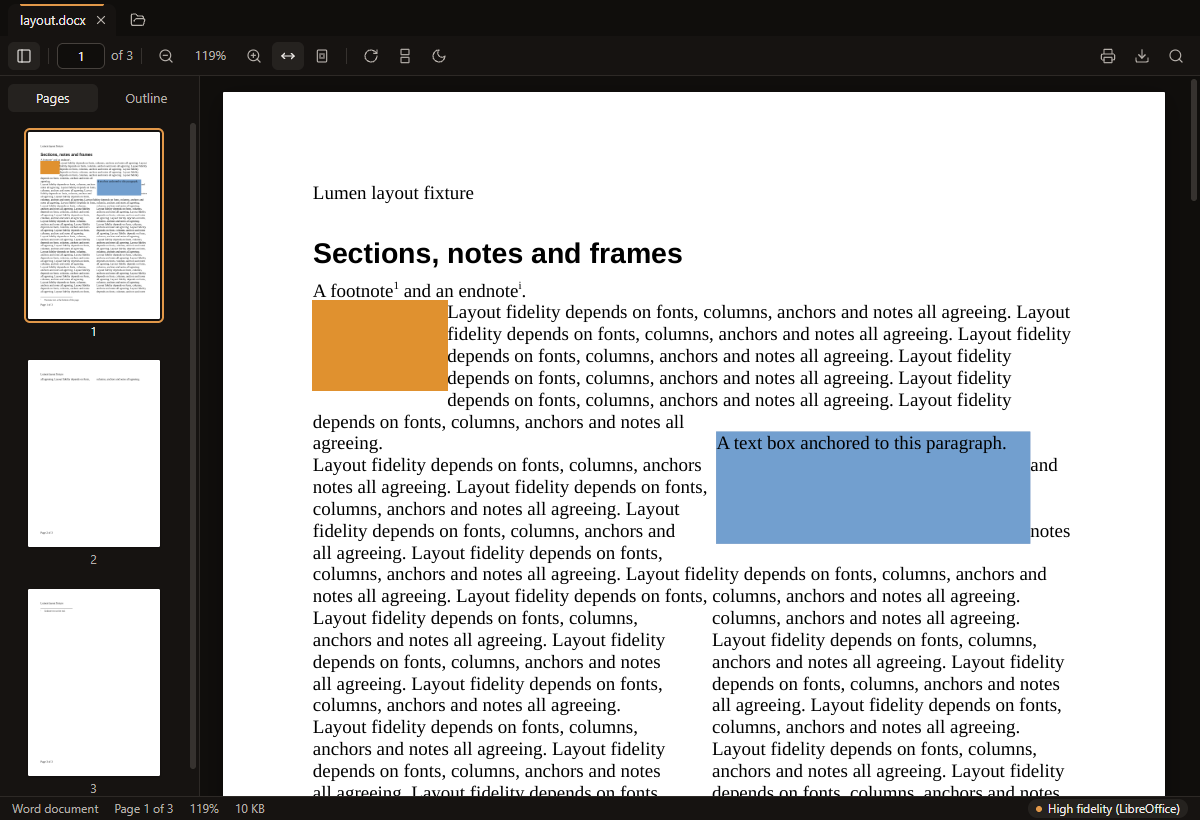 layout.docx
1 of 3 119%
Pages Outline
1
2
3
Lumen layout fixture
Sections, notes and frames
A footnote1 and an endnotei.
Layout fidelity depends on fonts, columns, anchors and notes all agreeing. Layout
fidelity depends on fonts, columns, anchors and notes all agreeing. Layout fidelity
depends on fonts, columns, anchors and notes all agreeing. Layout fidelity
depends on fonts, columns, anchors and notes all agreeing. Layout fidelity
depends on fonts, columns, anchors and notes all agreeing. Layout fidelity
depends on fonts, columns, anchors and notes all
agreeing.
A text box anchored to this paragraph.
Layout fidelity depends on fonts, columns, anchors and
notes all agreeing. Layout fidelity depends on fonts,
columns, anchors and notes all agreeing. Layout
fidelity depends on fonts, columns, anchors and notes
all agreeing. Layout fidelity depends on fonts,
columns, anchors and notes all agreeing. Layout fidelity depends on fonts, columns, anchors and
notes all agreeing. Layout fidelity depends on fonts, columns, anchors and notes all agreeing.
Layout fidelity depends on fonts, columns,
anchors and notes all agreeing. Layout fidelity
depends on fonts, columns, anchors and notes
all agreeing. Layout fidelity depends on fonts,
columns, anchors and notes all agreeing.
Layout fidelity depends on fonts, columns,
anchors and notes all agreeing. Layout fidelity
depends on fonts, columns, anchors and notes
all agreeing. Layout fidelity depends on fonts,
columns, anchors and notes all agreeing.
Layout fidelity depends on fonts, columns,
anchors and notes all agreeing. Layout fidelity
depends on fonts, columns, anchors and notes
all agreeing. Layout fidelity depends on fonts,
columns, anchors and notes all agreeing.
Layout fidelity depends on fonts, columns,
anchors and notes all agreeing. Layout fidelity
depends on fonts, columns, anchors and notes
Word document Page 1 of 3 119% 10 KB High fidelity (LibreOffice)